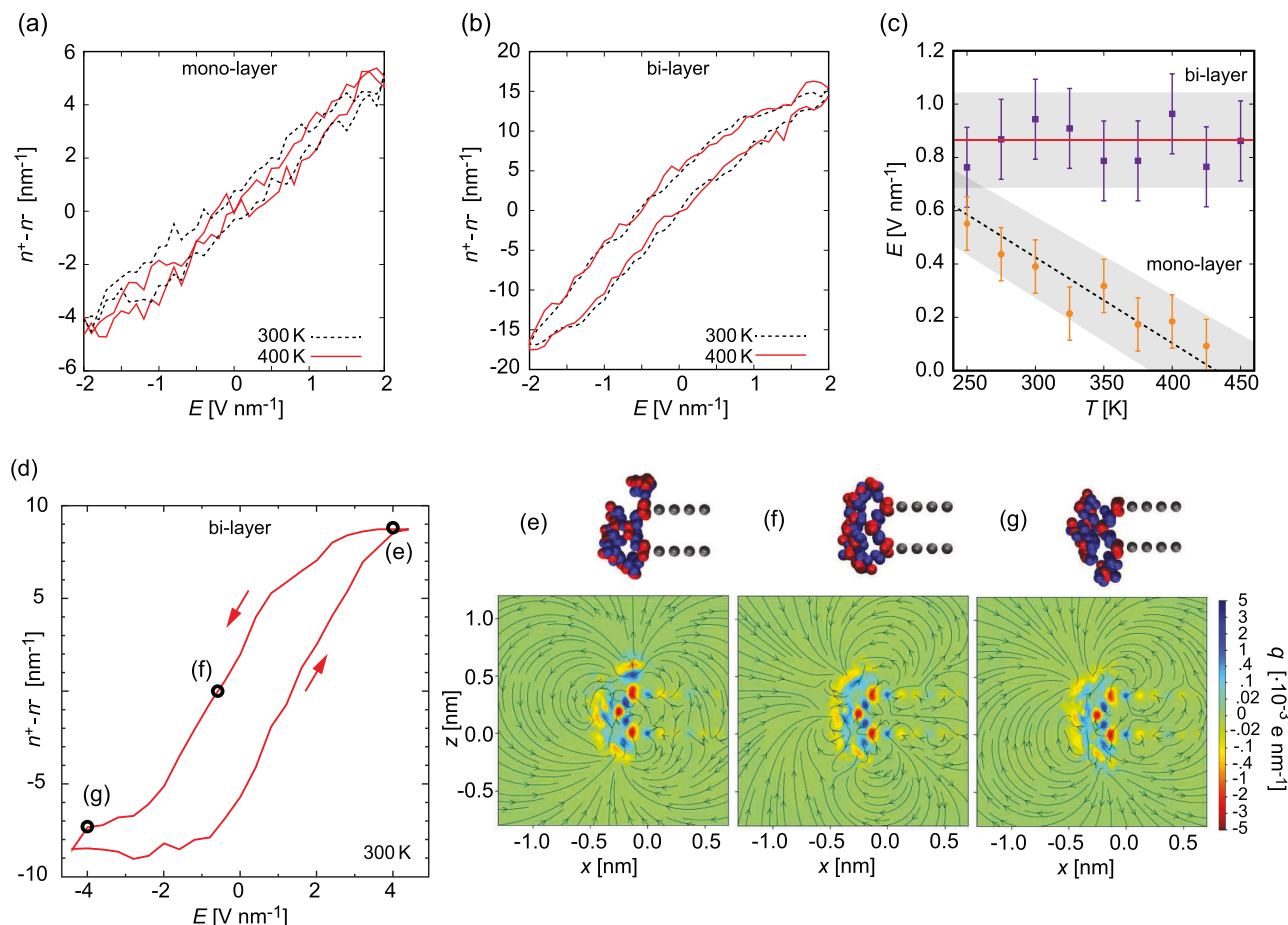 (a)
mono-layer
n⁺-n⁻ [nm⁻¹]
6
4
2
0
-2
-4
-6
300 K
400 K
-2 -1 0 1 2
E [V nm⁻¹]
(b)
bi-layer
n⁺-n⁻ [nm⁻¹]
20
15
10
5
0
-5
-10
-15
-20
300 K
400 K
-2 -1 0 1 2
E [V nm⁻¹]
(c)
E [V nm⁻¹]
1.2
1.0
0.8
0.6
0.4
0.2
0.0
bi-layer
mono-layer
250 300 350 400 450
T [K]
(d)
bi-layer
n⁺-n⁻ [nm⁻¹]
10
5
0
-5
-10
(e)
(f)
(g)
300 K
-4 -2 0 2 4
E [V nm⁻¹]
(e)
(f)
(g)
z [nm]
1.0
0.5
0.0
-0.5
-1.0 -0.5 0.0 0.5
x [nm]
-1.0 -0.5 0.0 0.5
x [nm]
-1.0 -0.5 0.0 0.5
x [nm]
5
4
2
1
.1
.02
0
-.02
-.1
-1
-2
-4
-5
q [·10⁻³e nm⁻¹]